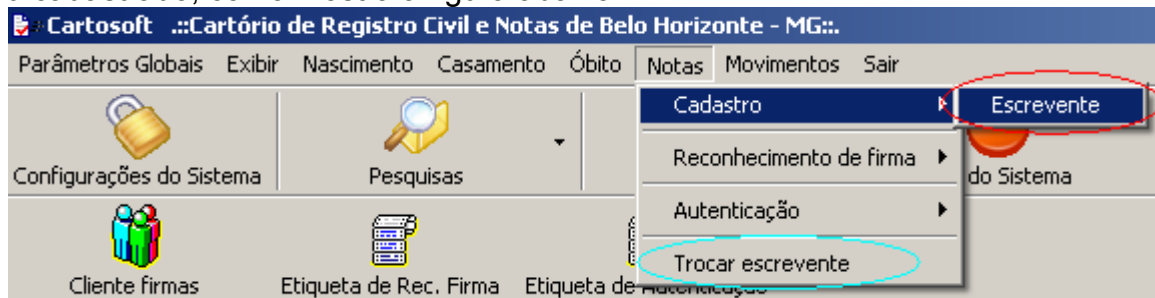 Cartosoft .::Cartório de Registro Civil e Notas de Belo Horizonte - MG::.
Parâmetros Globais Exibir Nascimento Casamento Óbito Notas Movimentos Sair
Cadastro
Escrevente
Reconhecimento de firma
Autenticação
Trocar escrevente
Configurações do Sistema
Pesquisas
do Sistema
Cliente firmas
Etiqueta de Rec. Firma
Etiqueta de